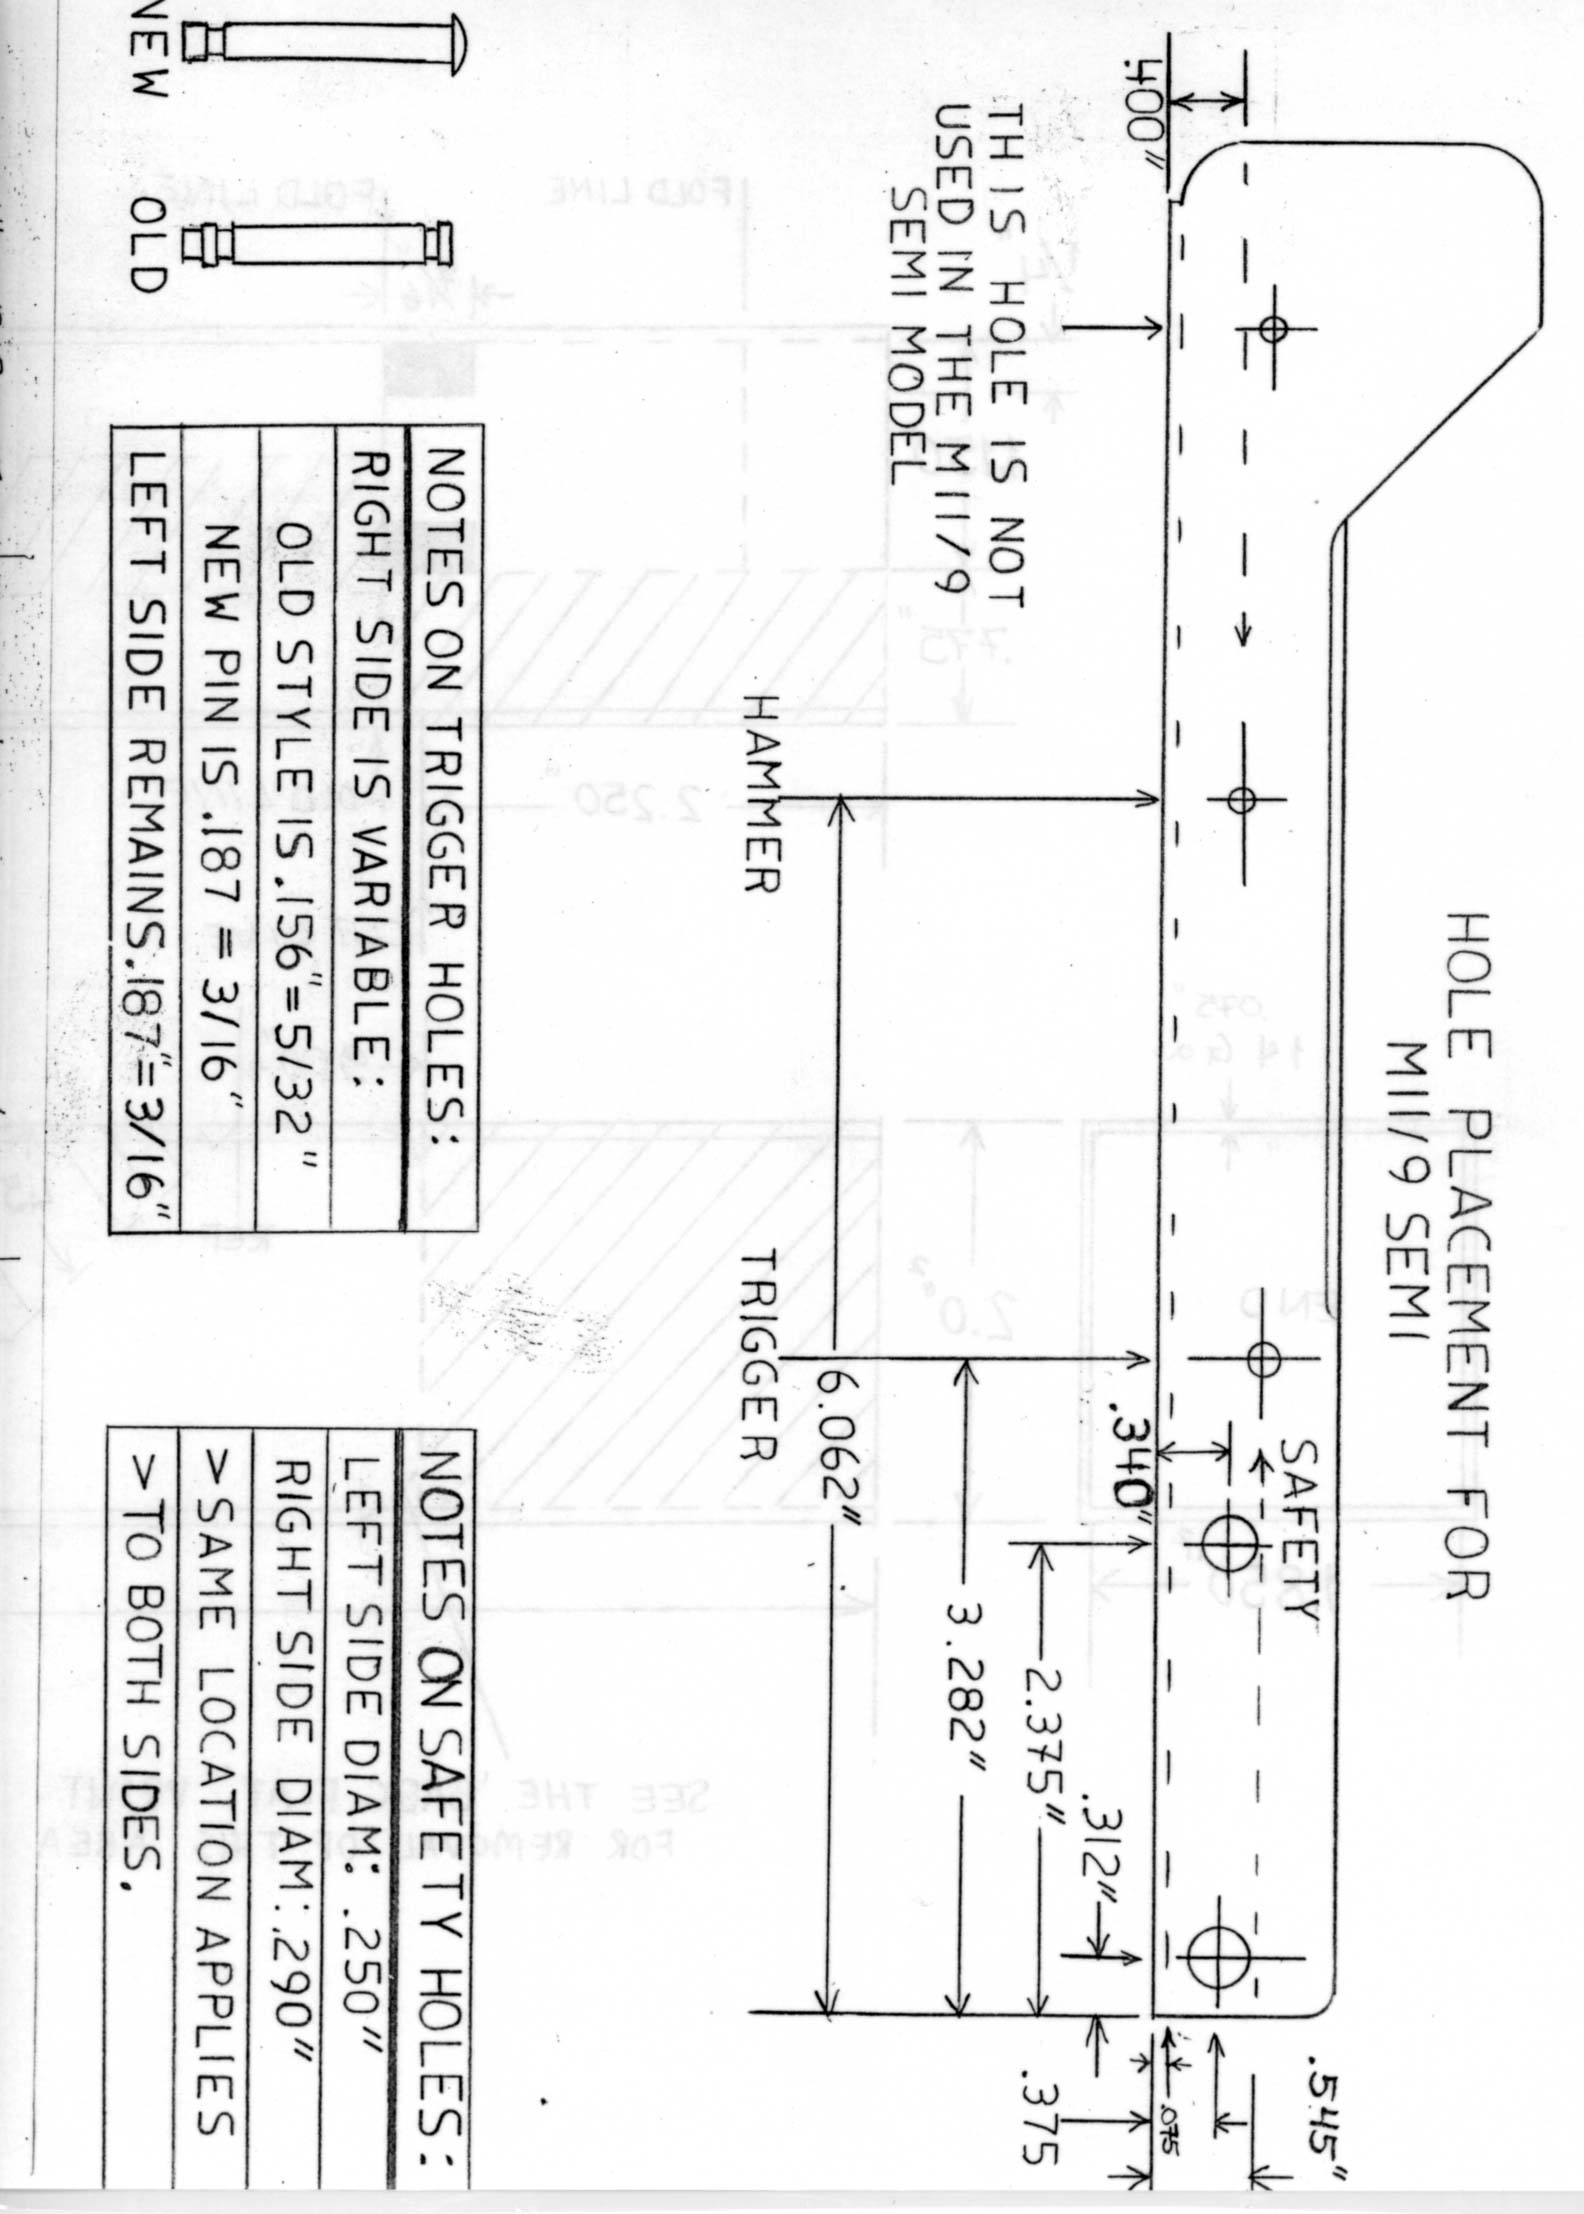 HOLE PLACEMENT FOR
M11/9 SEMI
.400"
THIS HOLE IS NOT
USED IN THE M11/9
SEMI MODEL
HAMMER
TRIGGER
SAFETY
.340"
6.062"
3.282"
2.375"
.312"
.545"
.075
.375
NEW
OLD
NOTES ON TRIGGER HOLES:
RIGHT SIDE IS VARIABLE:
OLD STYLE IS .156"=5/32"
NEW PIN IS .187 = 3/16"
LEFT SIDE REMAINS .187"=3/16"
NOTES ON SAFETY HOLES:
LEFT SIDE DIAM: .250"
RIGHT SIDE DIAM: .290"
>SAME LOCATION APPLIES
>TO BOTH SIDES.